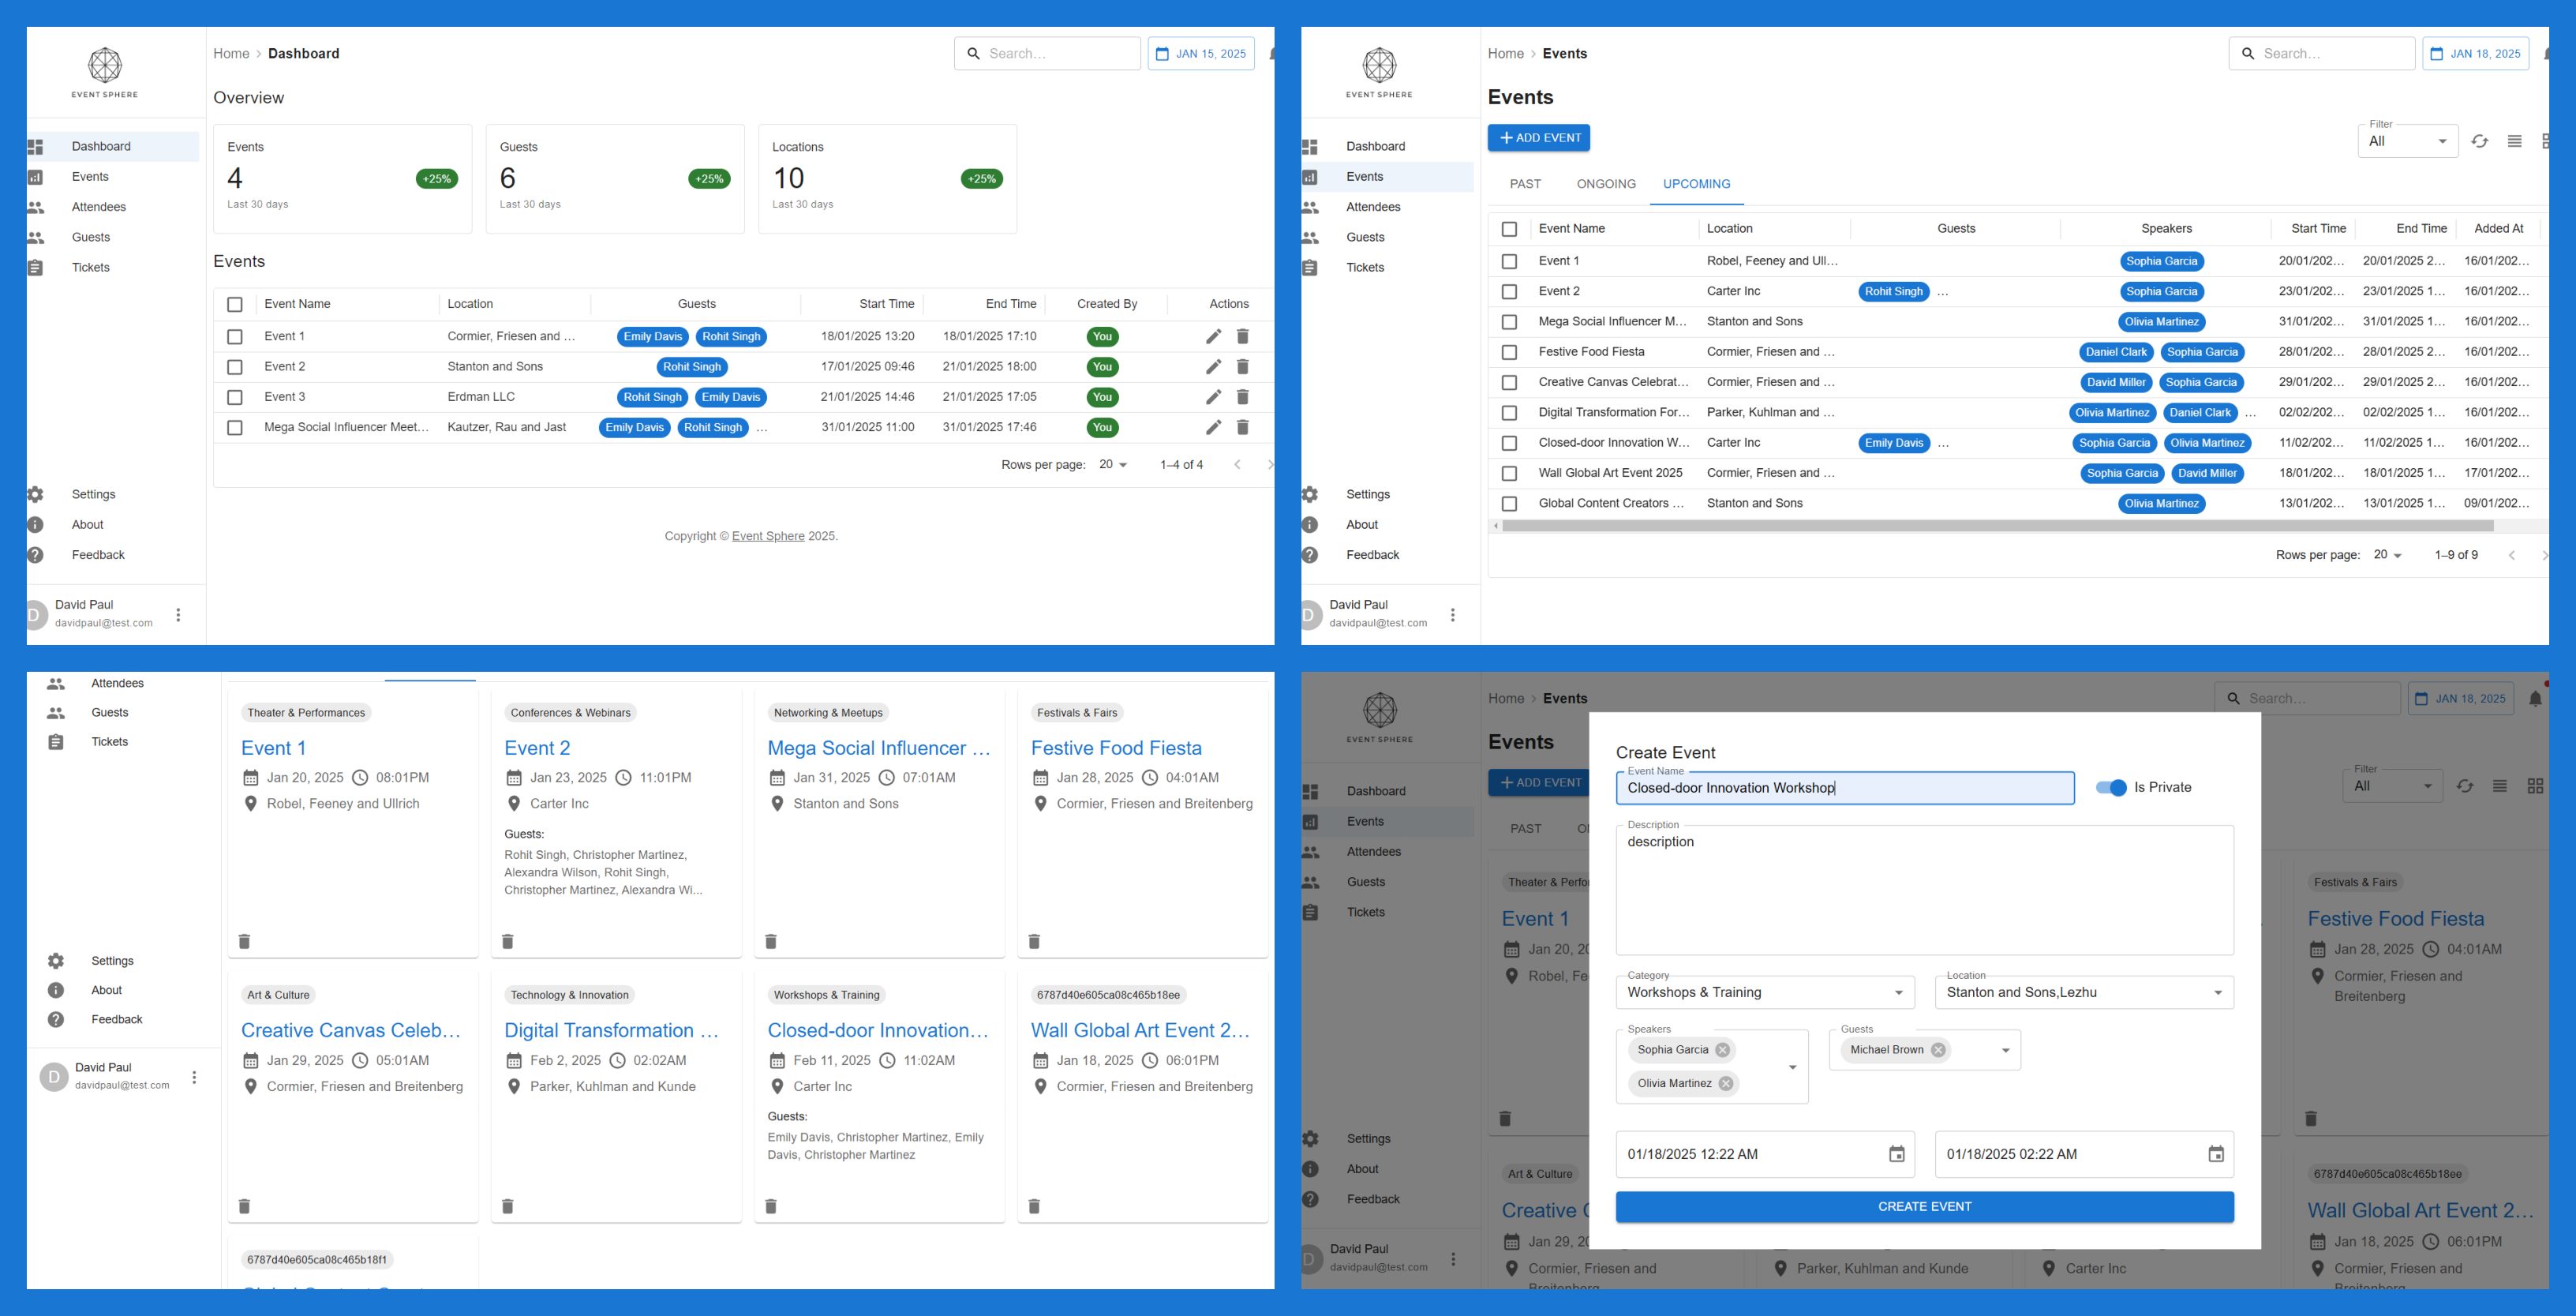 EVENT SPHERE
Dashboard
Events
Attendees
Guests
Tickets
Settings
About
Feedback
D
David Paul
davidpaul@test.com
Home > Dashboard
Search...
JAN 15, 2025
Overview
Events
4
+25%
Last 30 days
Guests
6
+25%
Last 30 days
Locations
10
+25%
Last 30 days
Events
Event Name Location Guests Start Time End Time Created By Actions
Event 1 Cormier, Friesen and ... Emily Davis Rohit Singh 18/01/2025 13:20 18/01/2025 17:10 You
Event 2 Stanton and Sons Rohit Singh 17/01/2025 09:46 21/01/2025 18:00 You
Event 3 Erdman LLC Rohit Singh Emily Davis 21/01/2025 14:46 21/01/2025 17:05 You
Mega Social Influencer Meet... Kautzer, Rau and Jast Emily Davis Rohit Singh ... 31/01/2025 11:00 31/01/2025 17:46 You
Rows per page: 20 1–4 of 4
Copyright © Event Sphere 2025.
EVENT SPHERE
Dashboard
Events
Attendees
Guests
Tickets
Settings
About
Feedback
D
David Paul
davidpaul@test.com
Home > Events
Search...
JAN 18, 2025
Events
+ ADD EVENT
Filter
All
PAST ONGOING UPCOMING
Event Name Location Guests Speakers Start Time End Time Added At
Event 1 Robel, Feeney and Ull... Sophia Garcia 20/01/202... 20/01/2025 2... 16/01/202...
Event 2 Carter Inc Rohit Singh ... Sophia Garcia 23/01/202... 23/01/2025 1... 16/01/202...
Mega Social Influencer M... Stanton and Sons Olivia Martinez 31/01/202... 31/01/2025 1... 16/01/202...
Festive Food Fiesta Cormier, Friesen and ... Daniel Clark Sophia Garcia 28/01/202... 28/01/2025 2... 16/01/202...
Creative Canvas Celebrat... Cormier, Friesen and ... David Miller Sophia Garcia 29/01/202... 29/01/2025 2... 16/01/202...
Digital Transformation For... Parker, Kuhlman and ... Olivia Martinez Daniel Clark ... 02/02/202... 02/02/2025 1... 16/01/202...
Closed-door Innovation W... Carter Inc Emily Davis ... Sophia Garcia Olivia Martinez 11/02/202... 11/02/2025 1... 16/01/202...
Wall Global Art Event 2025 Cormier, Friesen and ... Sophia Garcia David Miller 18/01/202... 18/01/2025 1... 17/01/202...
Global Content Creators ... Stanton and Sons Olivia Martinez 13/01/202... 13/01/2025 1... 09/01/202...
Rows per page: 20 1–9 of 9
Attendees
Guests
Tickets
Settings
About
Feedback
D
David Paul
davidpaul@test.com
Theater & Performances
Event 1
Jan 20, 2025 08:01PM
Robel, Feeney and Ullrich
Conferences & Webinars
Event 2
Jan 23, 2025 11:01PM
Carter Inc
Guests:
Rohit Singh, Christopher Martinez,
Alexandra Wilson, Rohit Singh,
Christopher Martinez, Alexandra Wi...
Networking & Meetups
Mega Social Influencer ...
Jan 31, 2025 07:01AM
Stanton and Sons
Festivals & Fairs
Festive Food Fiesta
Jan 28, 2025 04:01AM
Cormier, Friesen and Breitenberg
Art & Culture
Creative Canvas Celeb...
Jan 29, 2025 05:01AM
Cormier, Friesen and Breitenberg
Technology & Innovation
Digital Transformation ...
Feb 2, 2025 02:02AM
Parker, Kuhlman and Kunde
Workshops & Training
Closed-door Innovation...
Feb 11, 2025 11:02AM
Carter Inc
Guests:
Emily Davis, Christopher Martinez, Emily
Davis, Christopher Martinez
6787d40e605ca08c465b18ee
Wall Global Art Event 2...
Jan 18, 2025 06:01PM
Cormier, Friesen and Breitenberg
6787d40e605ca08c465b18f1
EVENT SPHERE
Dashboard
Events
Attendees
Guests
Tickets
Settings
About
Feedback
D
David Paul
davidpaul@test.com
Home > Events
Search...
JAN 18, 2025
Events
+ ADD EVENT
Filter
All
PAST
Theater & Perfo
Event 1
Jan 20, 20
Robel, Fe
Festivals & Fairs
Festive Food Fiesta
Jan 28, 2025 04:01AM
Cormier, Friesen and
Breitenberg
Create Event
Event Name
Closed-door Innovation Workshop
Is Private
Description
description
Category
Workshops & Training
Location
Stanton and Sons,Lezhu
Speakers
Sophia Garcia
Olivia Martinez
Guests
Michael Brown
01/18/2025 12:22 AM
01/18/2025 02:22 AM
CREATE EVENT
Art & Culture
Creative C
Jan 29, 20
Cormier, Friesen and
Breitenberg
Parker, Kuhlman and Kunde
Carter Inc
6787d40e605ca08c465b18ee
Wall Global Art Event 2...
Jan 18, 2025 06:01PM
Cormier, Friesen and
Breitenberg